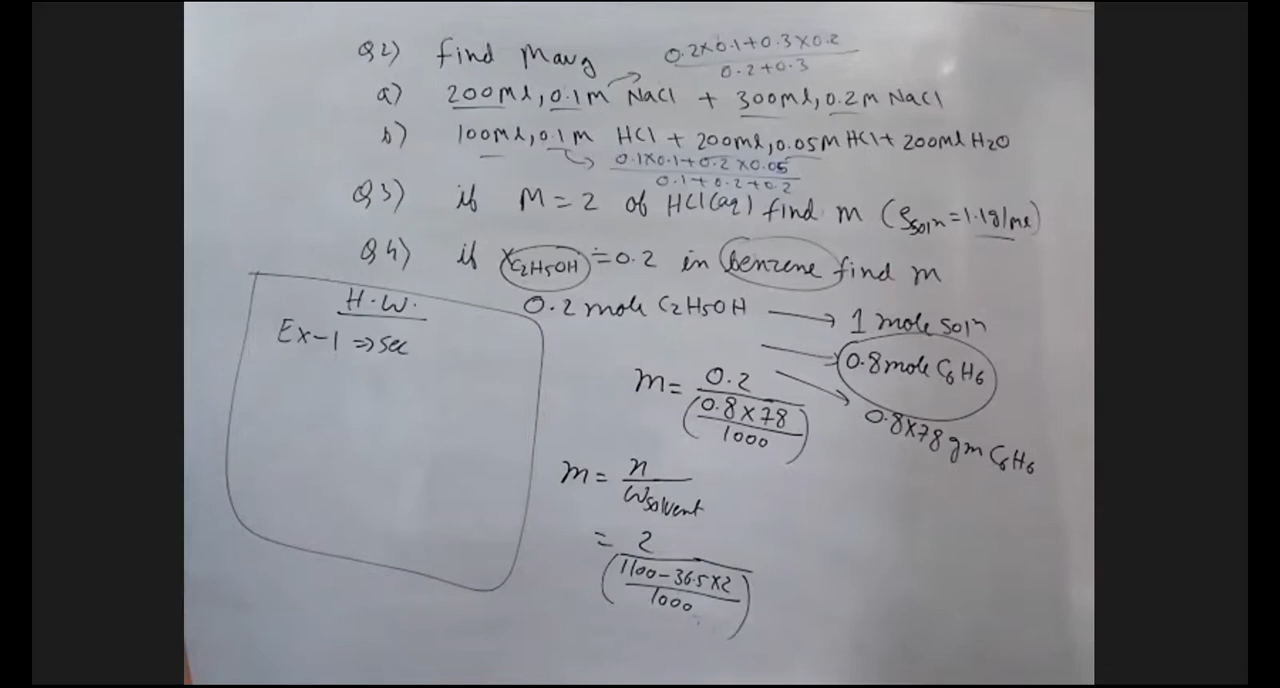 Q2) find Mavg 0.2×0.1+0.3×0.2 / 0.2+0.3
a) 200Ml, 0.1m NaCl + 300ml, 0.2m NaCl
b) 100Ml, 0.1m HCl + 200ml, 0.05M HCl + 200ml H2O
0.1×0.1+0.2×0.05 / 0.1+0.2+0.2
Q3) if M = 2 of HCl(aq) find m (ρsoln = 1.1g/ml)
Q4) if xC2H5OH = 0.2 in benzene find m
H.W.
Ex-1 ⇒ sec
0.2 mole C2H5OH → 1 mole soln
→ 0.8 mole C6H6
→ 0.8×78 gm C6H6
m = 0.2 / (0.8×78 / 1000)
m = n / Wsolvent
= 2 / (1100-36.5×2 / 1000)